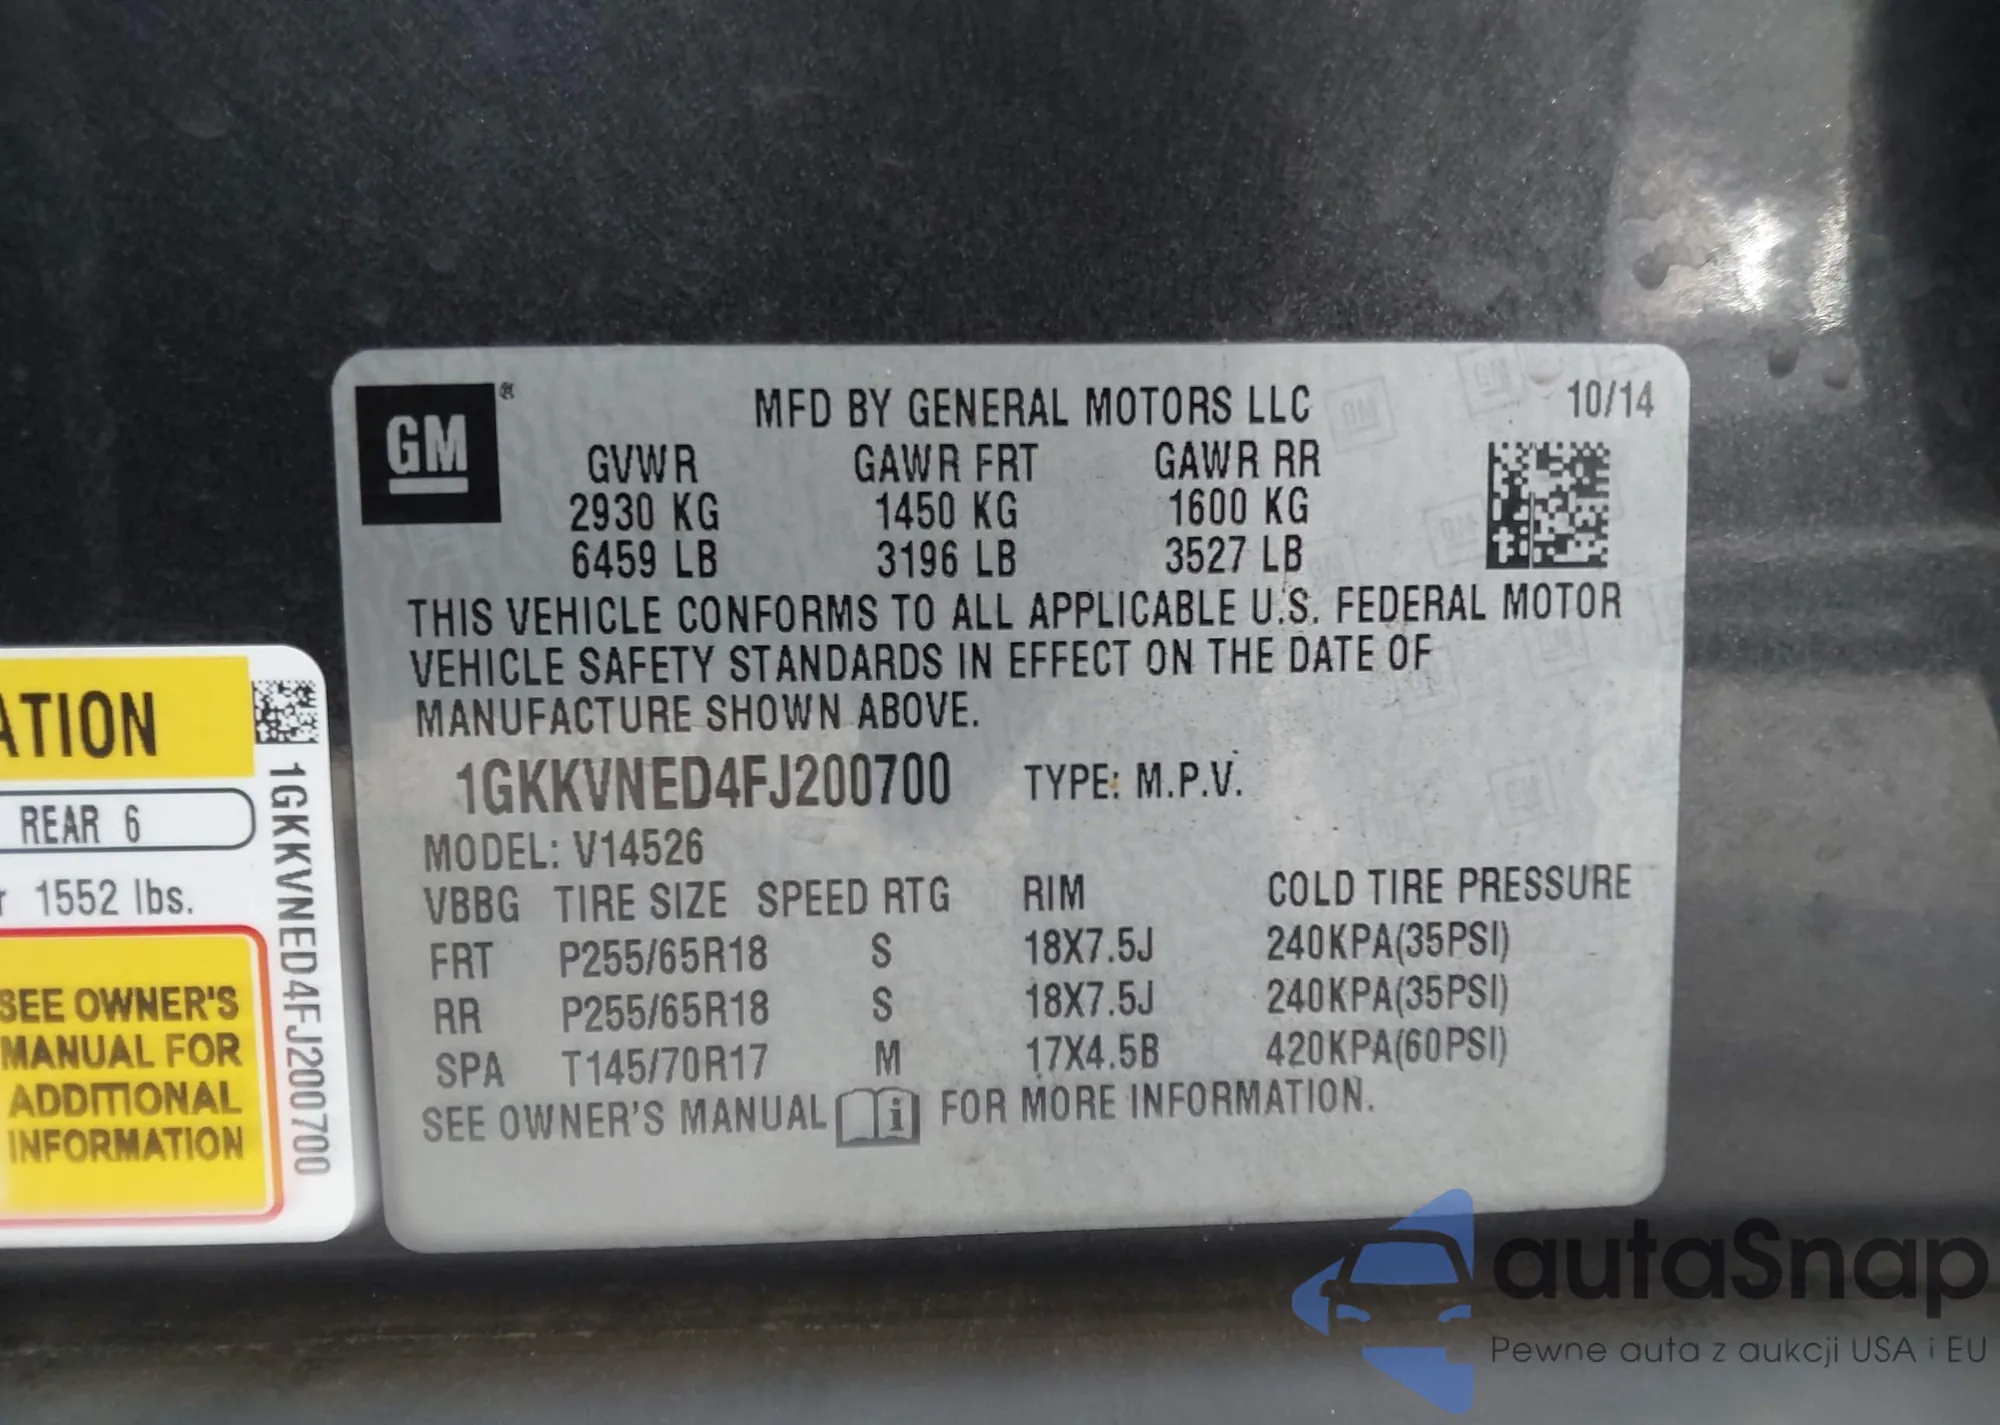 GM®
MFD BY GENERAL MOTORS LLC 10/14
GVWR GAWR FRT GAWR RR
2930 KG 1450 KG 1600 KG
6459 LB 3196 LB 3527 LB
THIS VEHICLE CONFORMS TO ALL APPLICABLE U.S. FEDERAL MOTOR
VEHICLE SAFETY STANDARDS IN EFFECT ON THE DATE OF
MANUFACTURE SHOWN ABOVE.
1GKKVNED4FJ200700 TYPE: M.P.V.
MODEL: V14526
VBBG TIRE SIZE SPEED RTG RIM COLD TIRE PRESSURE
FRT P255/65R18 S 18X7.5J 240KPA(35PSI)
RR P255/65R18 S 18X7.5J 240KPA(35PSI)
SPA T145/70R17 M 17X4.5B 420KPA(60PSI)
SEE OWNER'S MANUAL i FOR MORE INFORMATION.
ATION
REAR 6
r 1552 lbs.
SEE OWNER'S
MANUAL FOR
ADDITIONAL
INFORMATION
1GKKVNED4FJ200700
autaSnap
Pewne auta z aukcji USA i EU